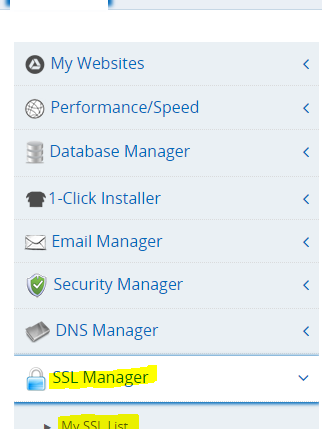 My Websites
Performance/Speed
Database Manager
1-Click Installer
Email Manager
Security Manager
DNS Manager
SSL Manager
My SSL List